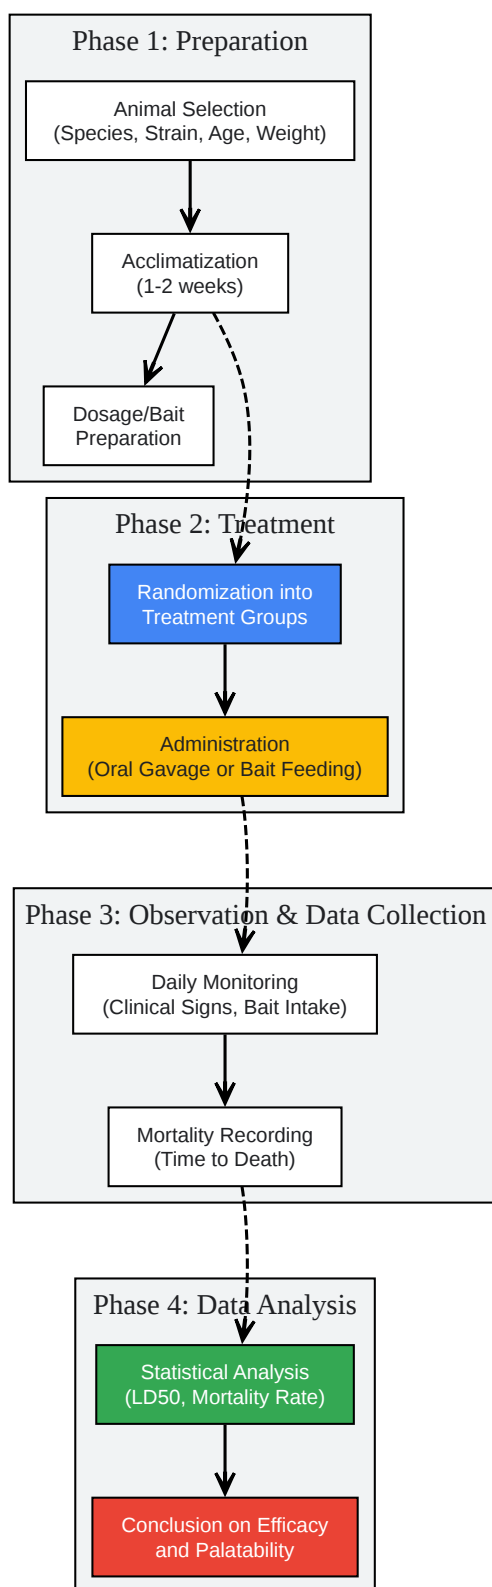 Phase 1: Preparation
Animal Selection
(Species, Strain, Age, Weight)
Acclimatization
(1-2 weeks)
Dosage/Bait
Preparation
Phase 2: Treatment
Randomization into
Treatment Groups
Administration
(Oral Gavage or Bait Feeding)
Phase 3: Observation & Data Collection
Daily Monitoring
(Clinical Signs, Bait Intake)
Mortality Recording
(Time to Death)
Phase 4: Data Analysis
Statistical Analysis
(LD50, Mortality Rate)
Conclusion on Efficacy
and Palatability